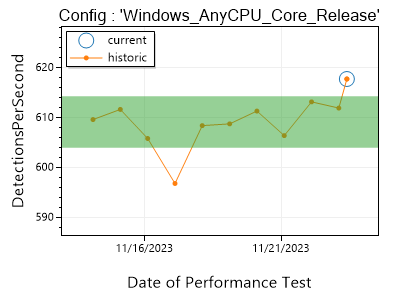 Config : 'Windows_AnyCPU_Core_Release'
current
historic
620
610
600
590
DetectionsPerSecond
11/16/2023
11/21/2023
Date of Performance Test